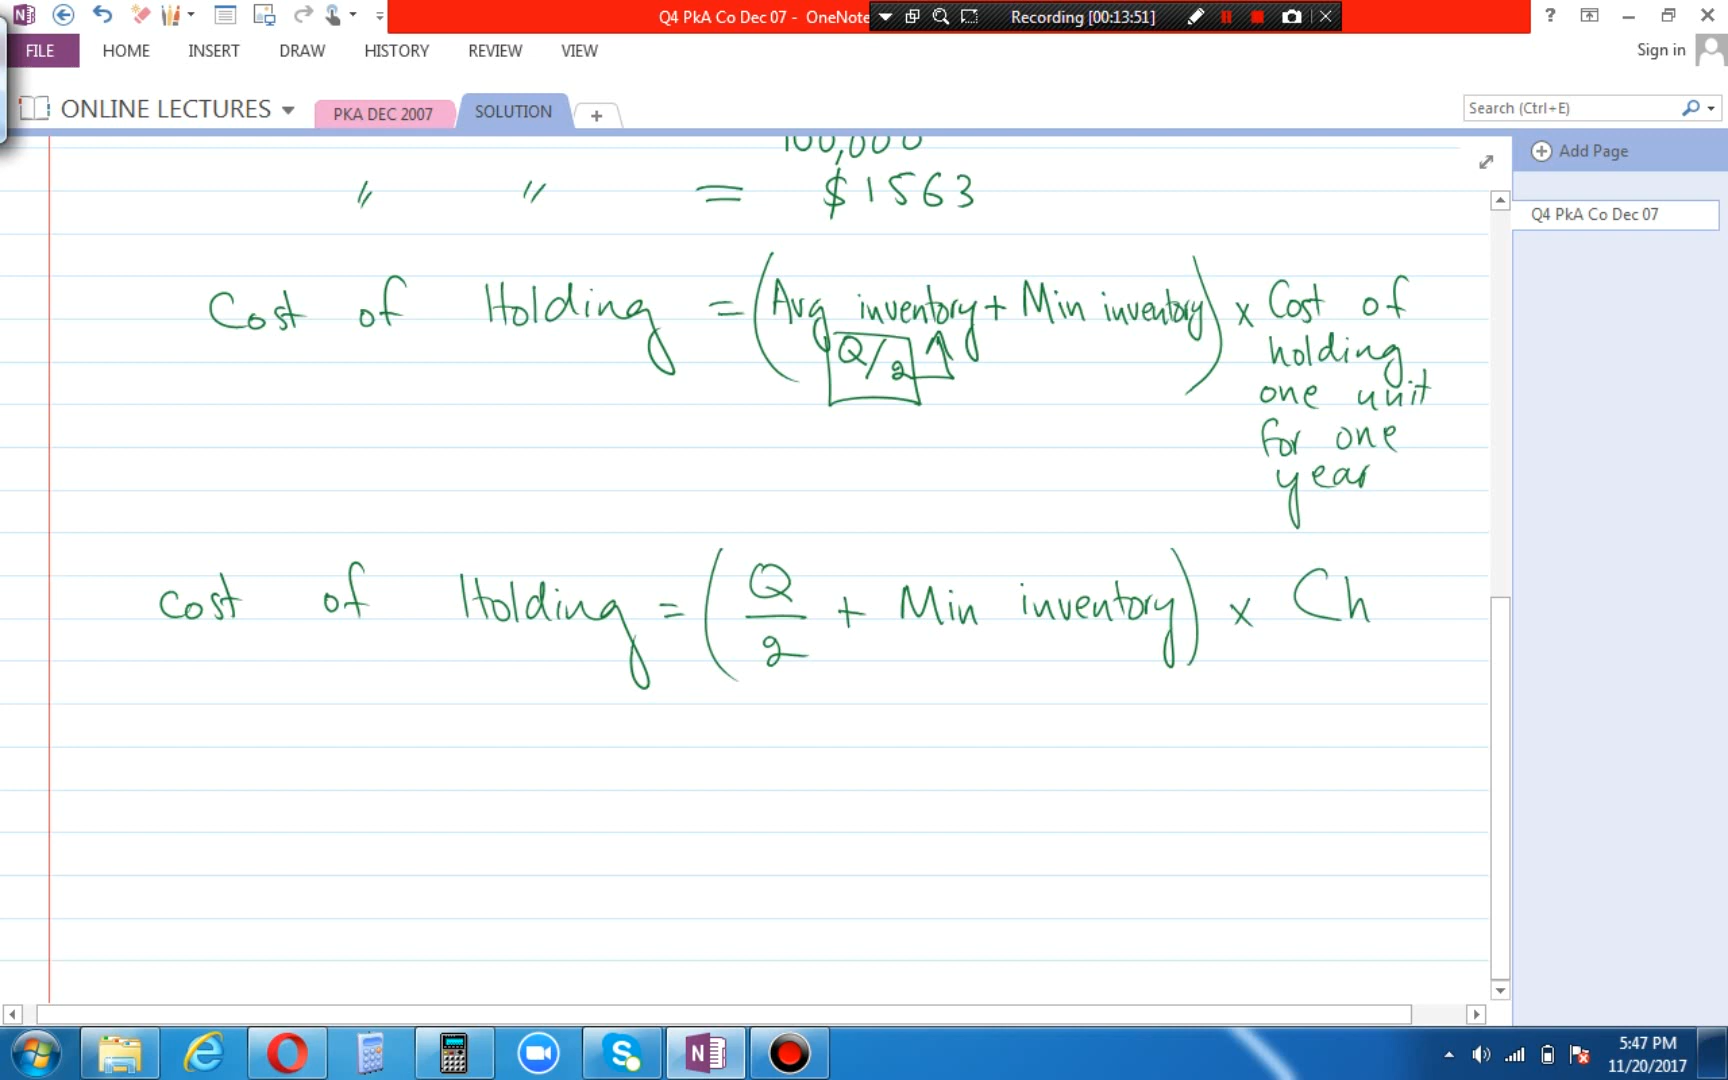 Q4 PkA Co Dec 07 - OneNote
Recording [00:13:51]
FILE HOME INSERT DRAW HISTORY REVIEW VIEW
Sign in
ONLINE LECTURES PKA DEC 2007 SOLUTION
Search (Ctrl+E)
Add Page
Q4 PkA Co Dec 07
100,000
" " = $1563
Cost of Holding = (Avg inventory + Min inventory) x Cost of
Q/2
holding
one unit
for one
year
Cost of Holding = (Q/2 + Min inventory) x Ch
5:47 PM
11/20/2017